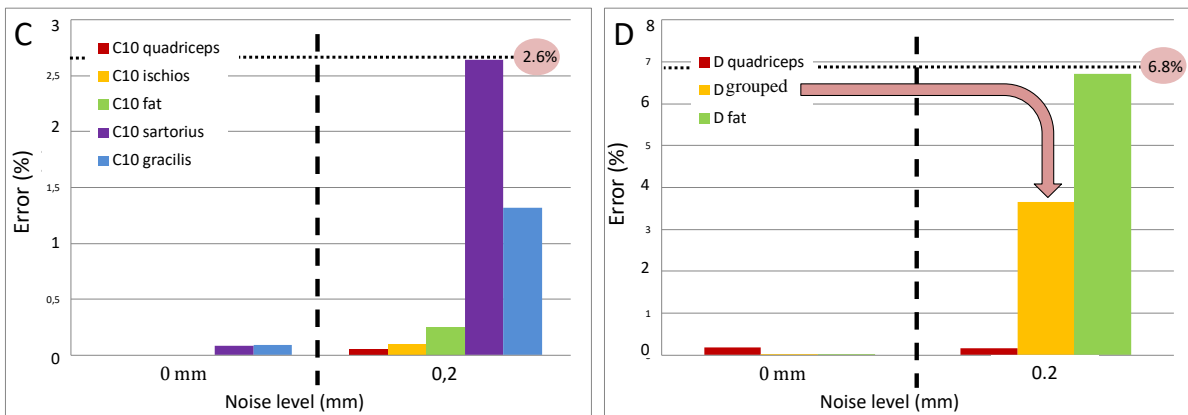 C
3
2,5
2
1,5
1
0,5
0
Error (%)
C10 quadriceps
C10 ischios
C10 fat
C10 sartorius
C10 gracilis
2.6%
0 mm
0,2
Noise level (mm)
D
8
7
6
5
4
3
2
1
0
Error (%)
D quadriceps
D grouped
D fat
6.8%
0 mm
0.2
Noise level (mm)